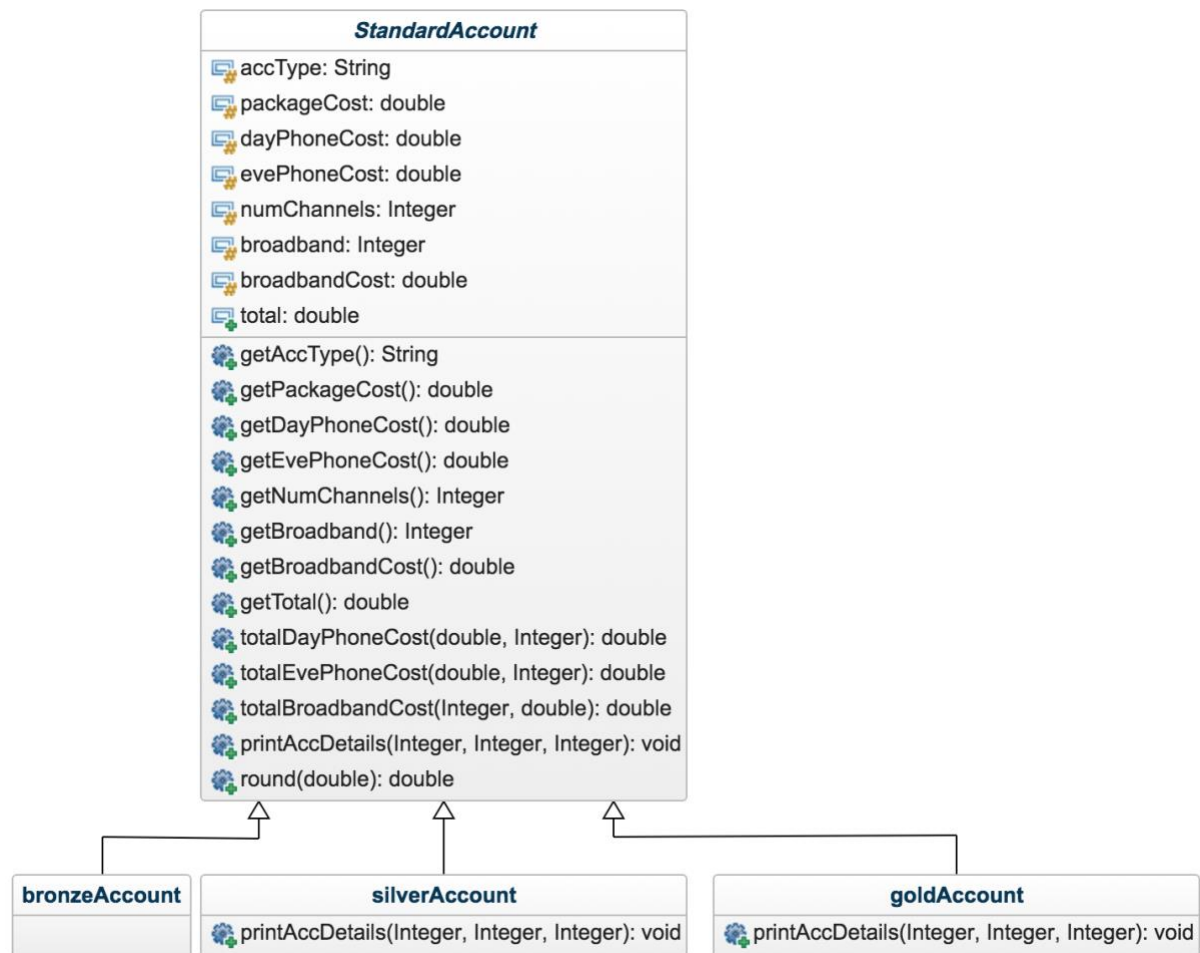 StandardAccount
accType: String
packageCost: double
dayPhoneCost: double
evePhoneCost: double
numChannels: Integer
broadband: Integer
broadbandCost: double
total: double
getAccType(): String
getPackageCost(): double
getDayPhoneCost(): double
getEvePhoneCost(): double
getNumChannels(): Integer
getBroadband(): Integer
getBroadbandCost(): double
getTotal(): double
totalDayPhoneCost(double, Integer): double
totalEvePhoneCost(double, Integer): double
totalBroadbandCost(Integer, double): double
printAccDetails(Integer, Integer, Integer): void
round(double): double
bronzeAccount
silverAccount
printAccDetails(Integer, Integer, Integer): void
goldAccount
printAccDetails(Integer, Integer, Integer): void